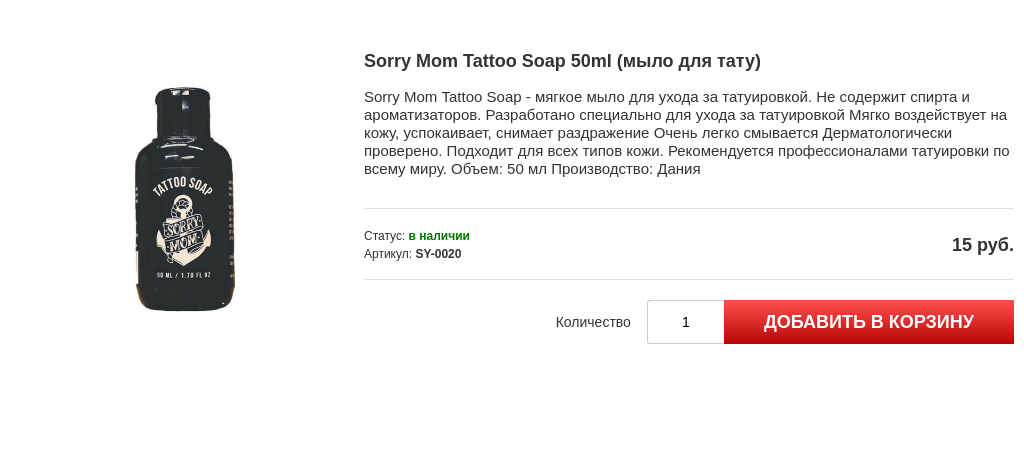 Sorry Mom Tattoo Soap 50ml (мыло для тату)
Sorry Mom Tattoo Soap - мягкое мыло для ухода за татуировкой. Не содержит спирта и
ароматизаторов. Разработано специально для ухода за татуировкой Мягко воздействует на
кожу, успокаивает, снимает раздражение Очень легко смывается Дерматологически
проверено. Подходит для всех типов кожи. Рекомендуется профессионалами татуировки по
всему миру. Объем: 50 мл Производство: Дания
TATTOO SOAP
SORRY
MOM
50 ML / 1.70 FL OZ
Статус: в наличии
Артикул: SY-0020
15 руб.
Количество
1
ДОБАВИТЬ В КОРЗИНУ